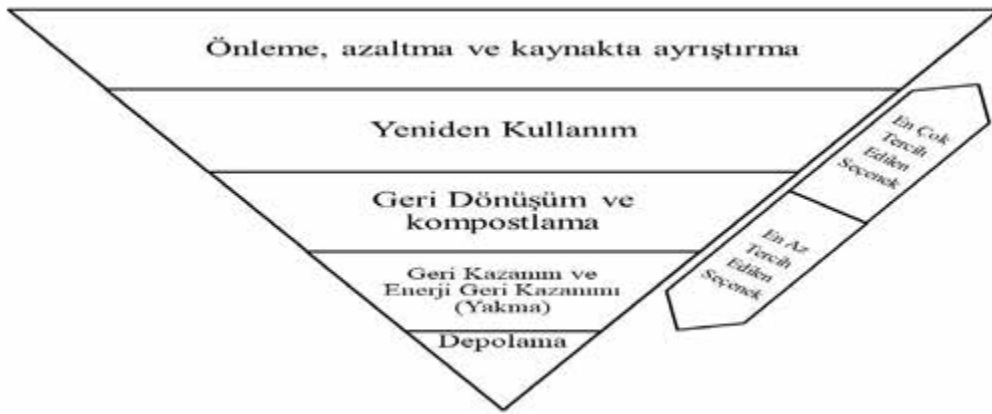 Önleme, azaltma ve kaynakta ayrıştırma
Yeniden Kullanım
Geri Dönüşüm ve
kompostlama
Geri Kazanım ve
Enerji Geri Kazanımı
(Yakma)
Depolama
En Çok
Tercih
Edilen
Seçenek
En Az
Tercih
Edilen
Seçenek